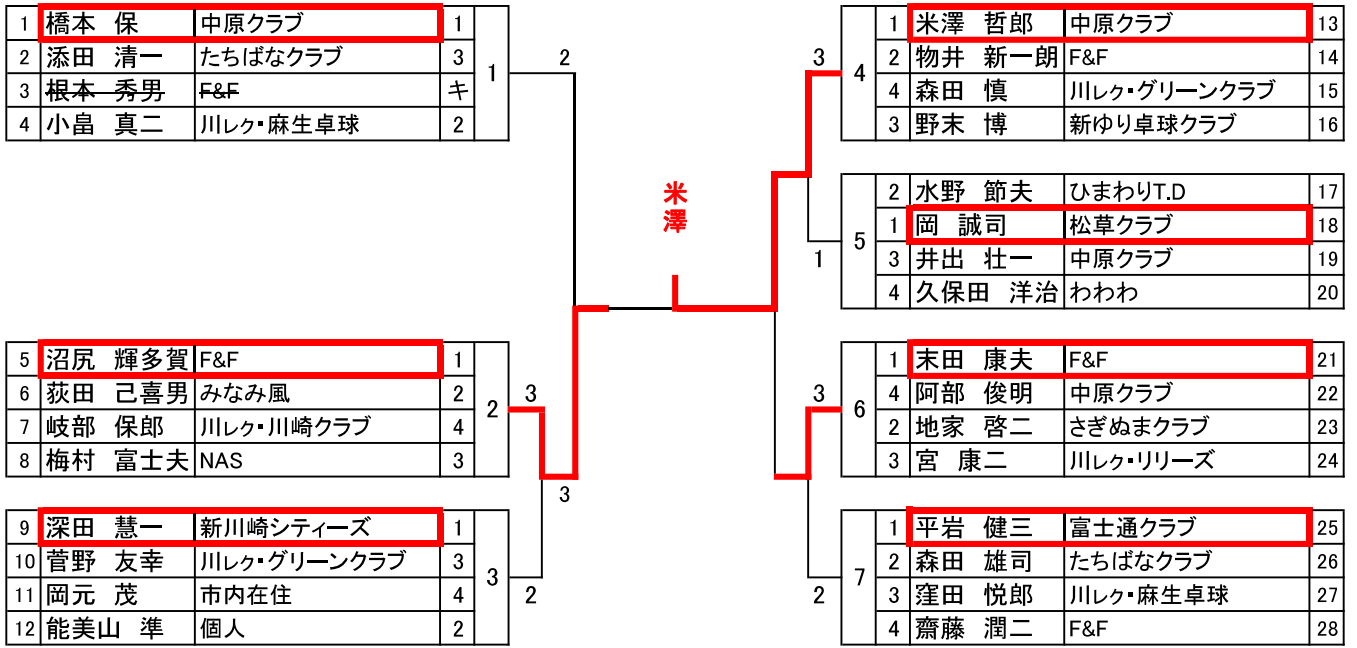 1 橋本 保 中原クラブ 1
2 添田 清一 たちばなクラブ 3
3 根本 秀男 F&F キ
4 小畠 真二 川レク・麻生卓球 2
1
2
5 沼尻 輝多賀 F&F 1
6 荻田 己喜男 みなみ風 2
7 岐部 保郎 川レク・川崎クラブ 4
8 梅村 富士夫 NAS 3
2
3
3
9 深田 慧一 新川崎シティーズ 1
10 菅野 友幸 川レク・グリーンクラブ 3
11 岡元 茂 市内在住 4
12 能美山 準 個人 2
3
2
米澤
3
4
1 米澤 哲郎 中原クラブ 13
2 物井 新一朗 F&F 14
4 森田 慎 川レク・グリーンクラブ 15
3 野末 博 新ゆり卓球クラブ 16
1
5
2 水野 節夫 ひまわりT.D 17
1 岡 誠司 松草クラブ 18
3 井出 壮一 中原クラブ 19
4 久保田 洋治 わわわ 20
3
6
1 末田 康夫 F&F 21
4 阿部 俊明 中原クラブ 22
2 地家 啓二 さぎぬまクラブ 23
3 宮 康二 川レク・リリーズ 24
2
7
1 平岩 健三 富士通クラブ 25
2 森田 雄司 たちばなクラブ 26
3 窪田 悦郎 川レク・麻生卓球 27
4 齋藤 潤二 F&F 28